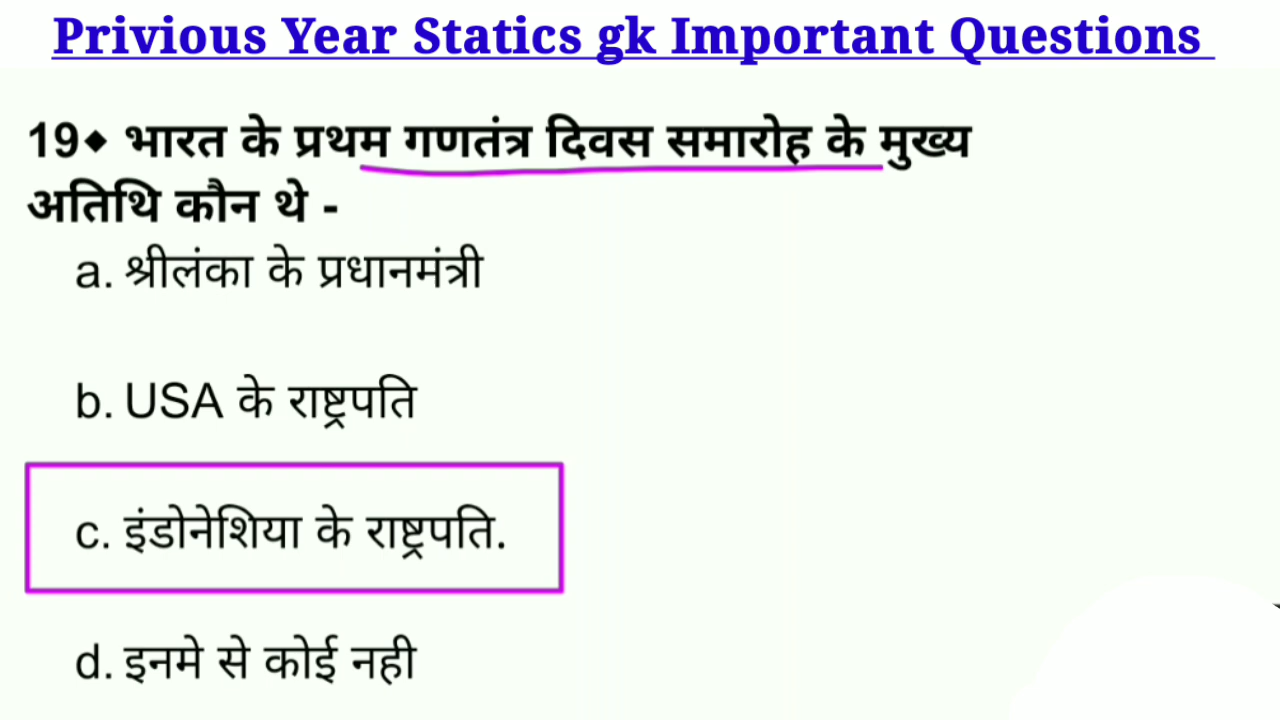 Privious Year Statics gk Important Questions
19◆ भारत के प्रथम गणतंत्र दिवस समारोह के मुख्य
अतिथि कौन थे -
a. श्रीलंका के प्रधानमंत्री
b. USA के राष्ट्रपति
c. इंडोनेशिया के राष्ट्रपति.
d. इनमे से कोई नही